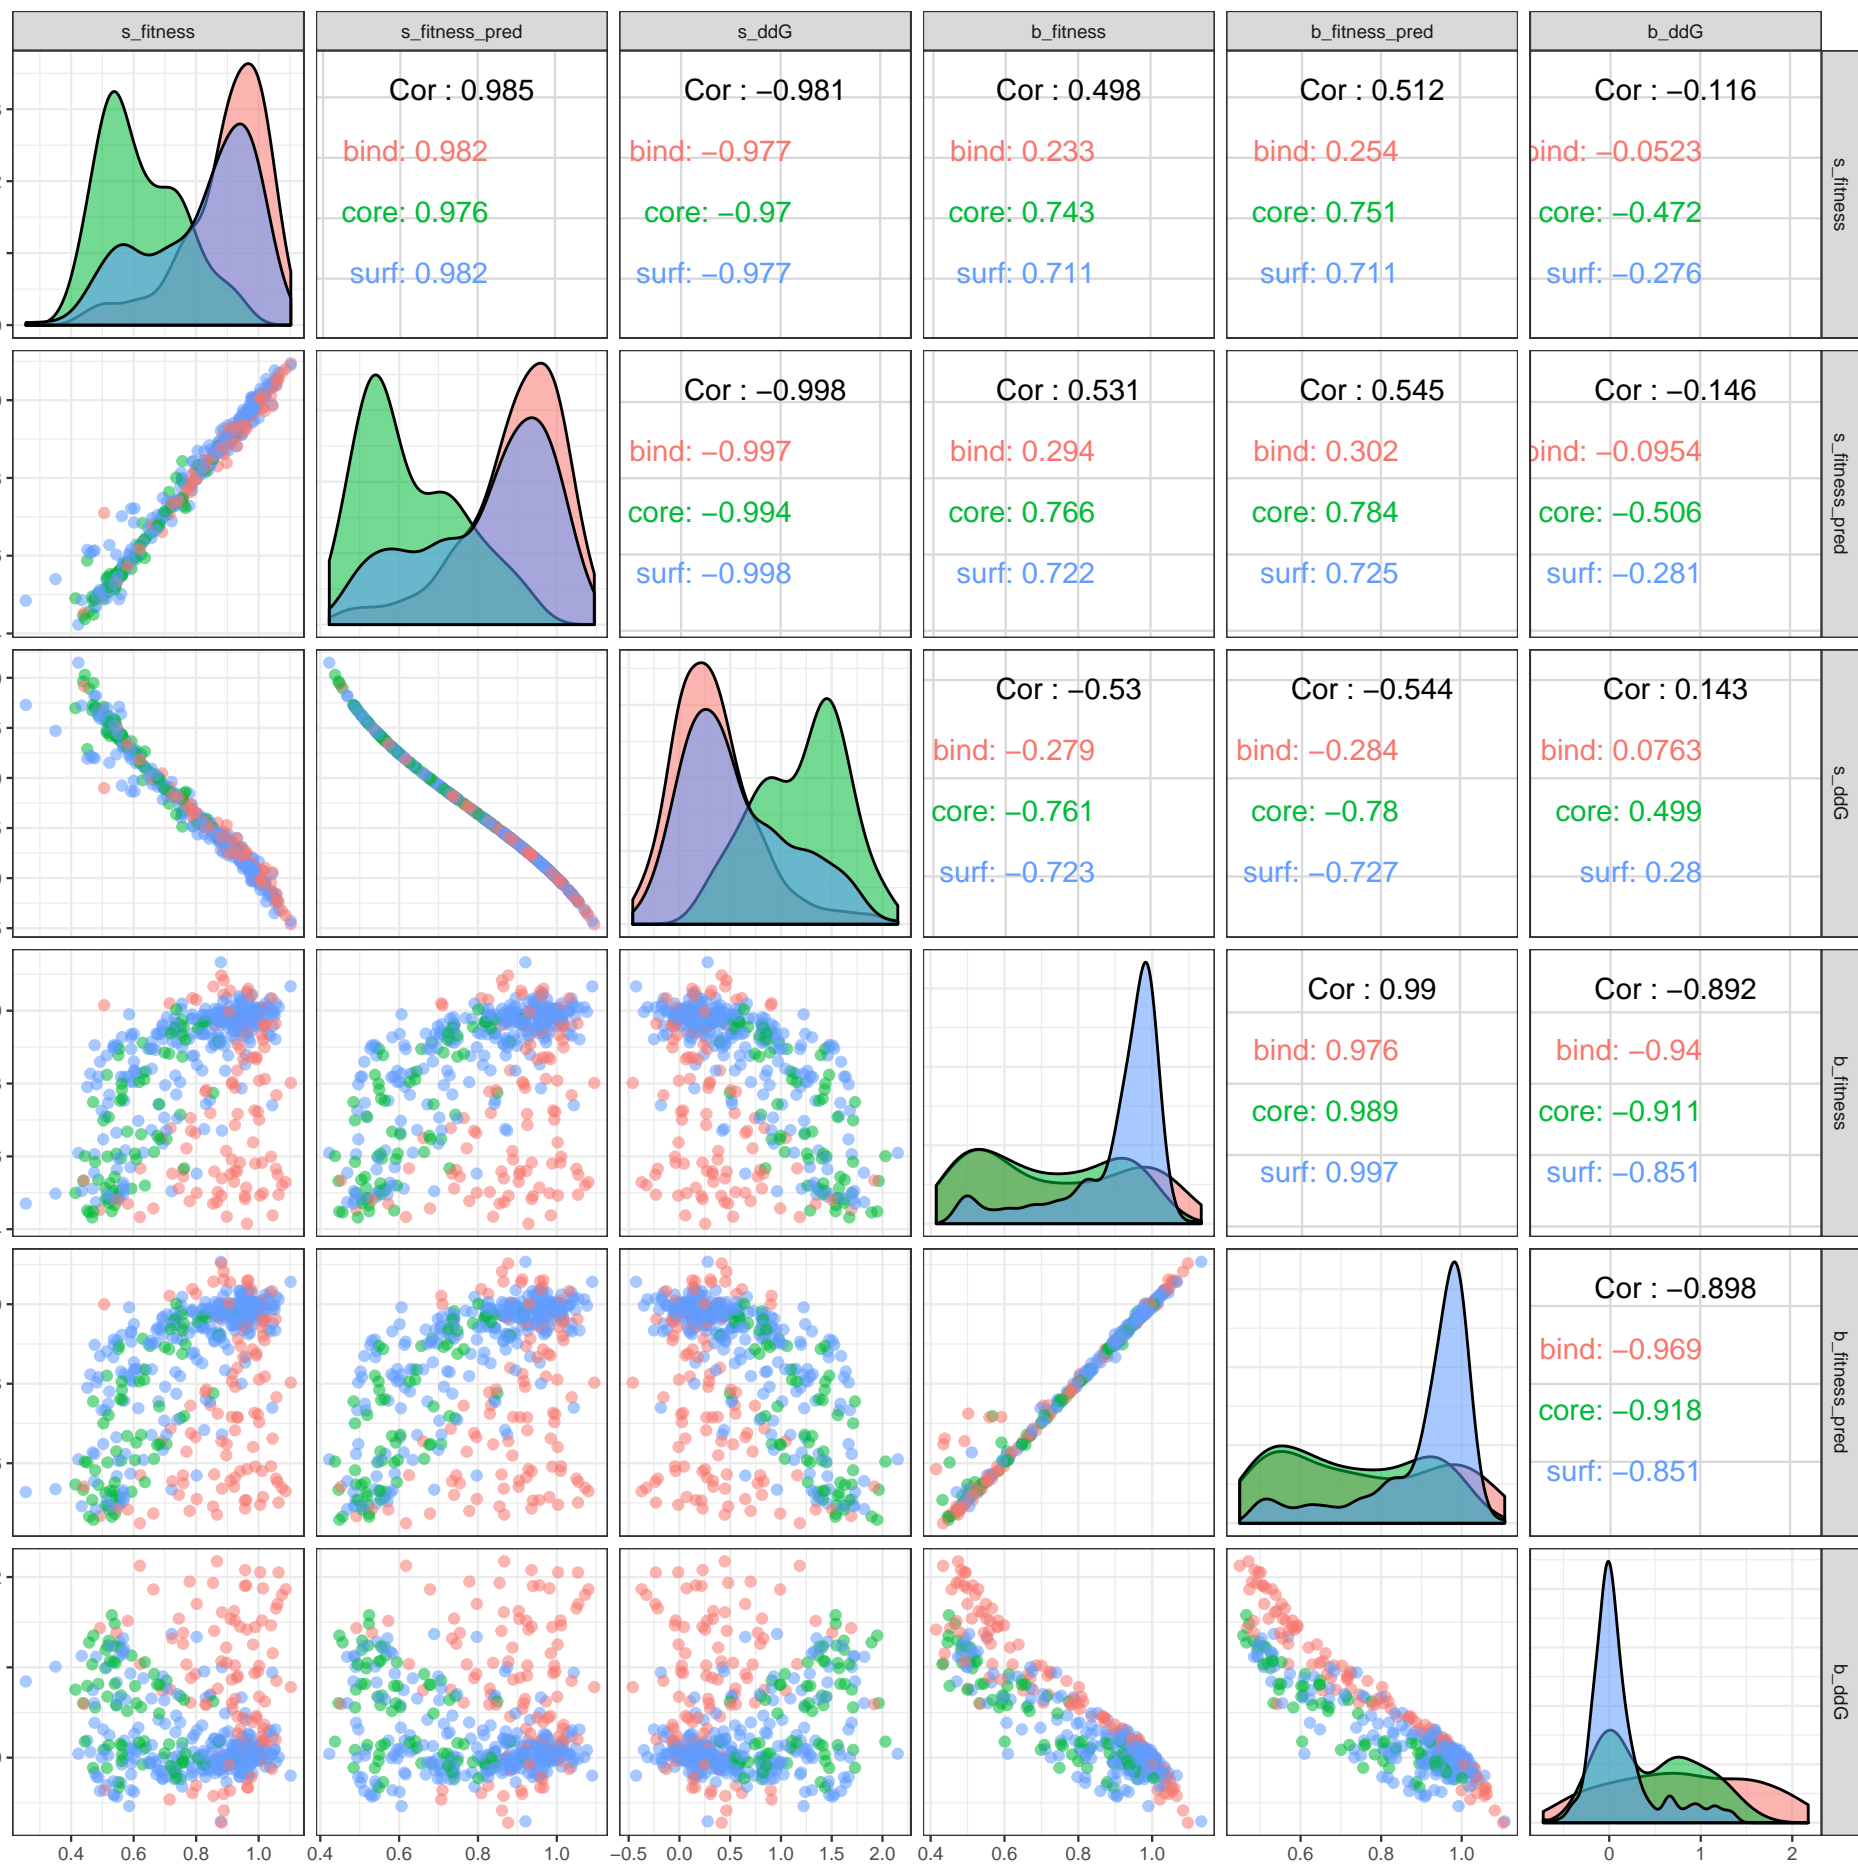 s_fitness s_fitness_pred s_ddG b_fitness b_fitness_pred b_ddG
Cor : 0.985 Cor : −0.981 Cor : 0.498 Cor : 0.512 Cor : −0.116
bind: 0.982 bind: −0.977 bind: 0.233 bind: 0.254 bind: −0.0523
core: 0.976 core: −0.97 core: 0.743 core: 0.751 core: −0.472
surf: 0.982 surf: −0.977 surf: 0.711 surf: 0.711 surf: −0.276
s_fitness
Cor : −0.998 Cor : 0.531 Cor : 0.545 Cor : −0.146
bind: −0.997 bind: 0.294 bind: 0.302 bind: −0.0954
core: −0.994 core: 0.766 core: 0.784 core: −0.506
surf: −0.998 surf: 0.722 surf: 0.725 surf: −0.281
s_fitness_pred
Cor : −0.53 Cor : −0.544 Cor : 0.143
bind: −0.279 bind: −0.284 bind: 0.0763
core: −0.761 core: −0.78 core: 0.499
surf: −0.723 surf: −0.727 surf: 0.28
s_ddG
Cor : 0.99 Cor : −0.892
bind: 0.976 bind: −0.94
core: 0.989 core: −0.911
surf: 0.997 surf: −0.851
b_fitness
Cor : −0.898
bind: −0.969
core: −0.918
surf: −0.851
b_fitness_pred
b_ddG
0.4 0.6 0.8 1.0 0.4 0.6 0.8 1.0 −0.5 0.0 0.5 1.0 1.5 2.0 0.4 0.6 0.8 1.0 0.6 0.8 1.0 0 1 2